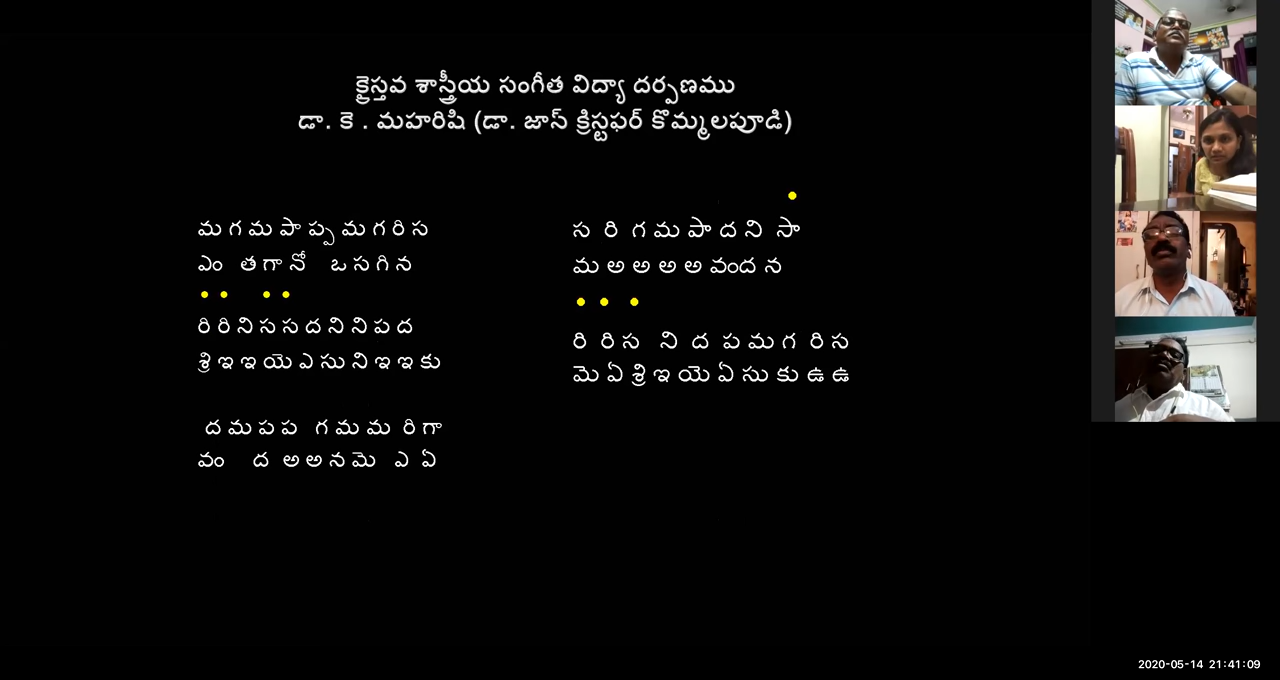 క్రైస్తవ శాస్త్రీయ సంగీత విద్యా దర్పణము
డా. కె . మహరిషి (డా. జాస్ క్రిస్టఫర్ కొమ్మలపూడి)
మ గ మ పా ప్ప మ గ రి స
ఎం త గా నో ఒ స గి న
రి రి ని స స ద ని ని ప ద
శ్రి ఇ ఇ యె ఎ సు ని ఇ ఇ కు
ద మ ప ప గ మ మ రి గా
వం ద అ అ న మె ఎ ఏ
స రి గ మ పా ద ని సా
మ అ అ అ అ వంద న
రి రి స ని ద ప మ గ రి స
మె ఏ శ్రి ఇ యె ఏ సు కు ఉ ఉ
2020-05-14 21:41:09